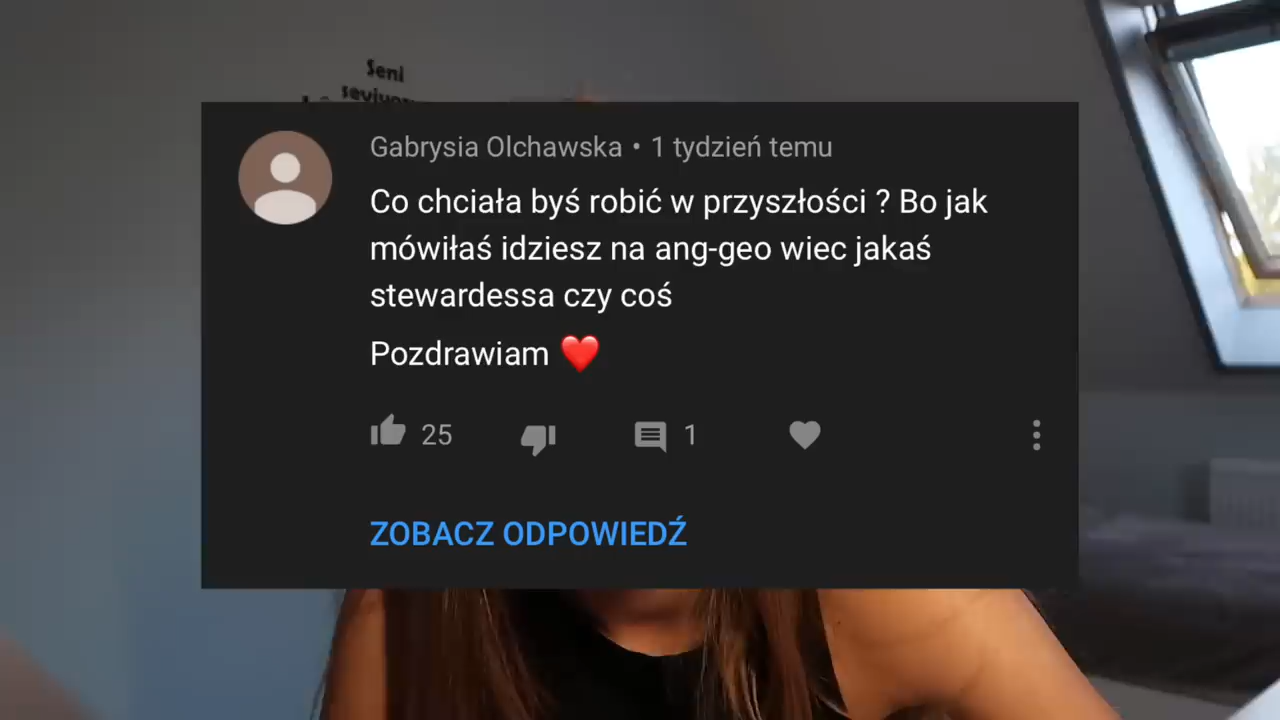 Seni
Gabrysia Olchawska • 1 tydzień temu
Co chciała byś robić w przyszłości ? Bo jak
mówiłaś idziesz na ang-geo wiec jakaś
stewardessa czy coś
Pozdrawiam ❤️
25
1
ZOBACZ ODPOWIEDŹ